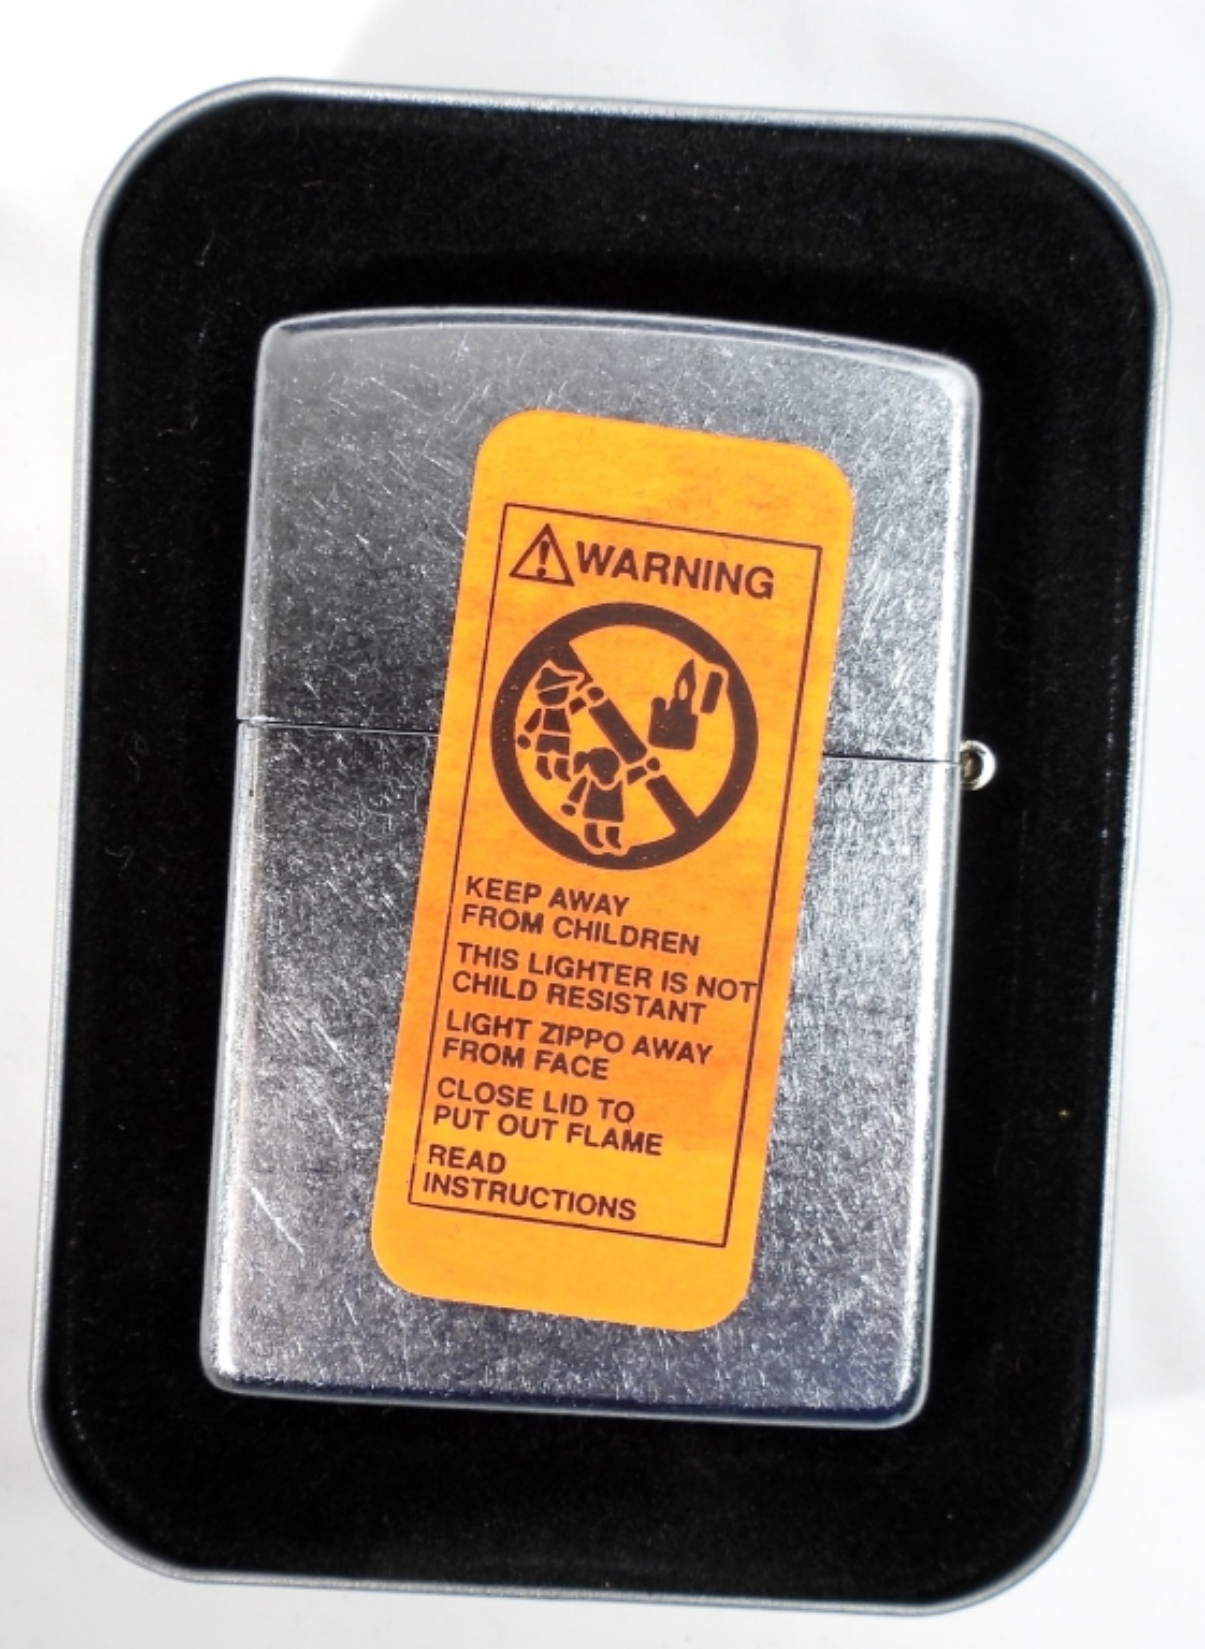 WARNING
KEEP AWAY
FROM CHILDREN
THIS LIGHTER IS NOT
CHILD RESISTANT
LIGHT ZIPPO AWAY
FROM FACE
CLOSE LID TO
PUT OUT FLAME
READ
INSTRUCTIONS